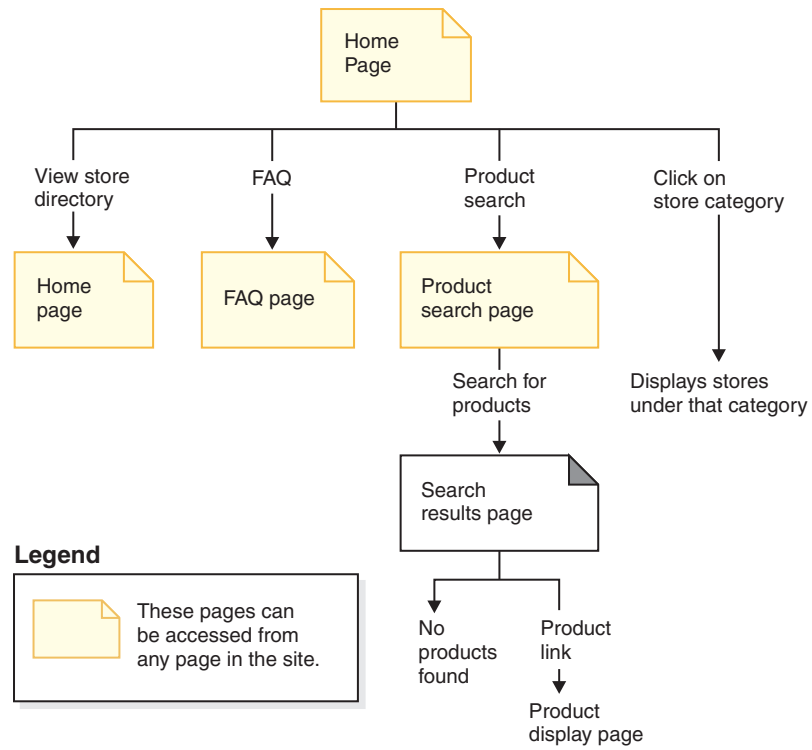 Home
Page
View store
directory
FAQ
Product
search
Click on
store category
Home
page
FAQ page
Product
search page
Search for
products
Displays stores
under that category
Search
results page
Legend
These pages can
be accessed from
any page in the site.
No
products
found
Product
link
Product
display page